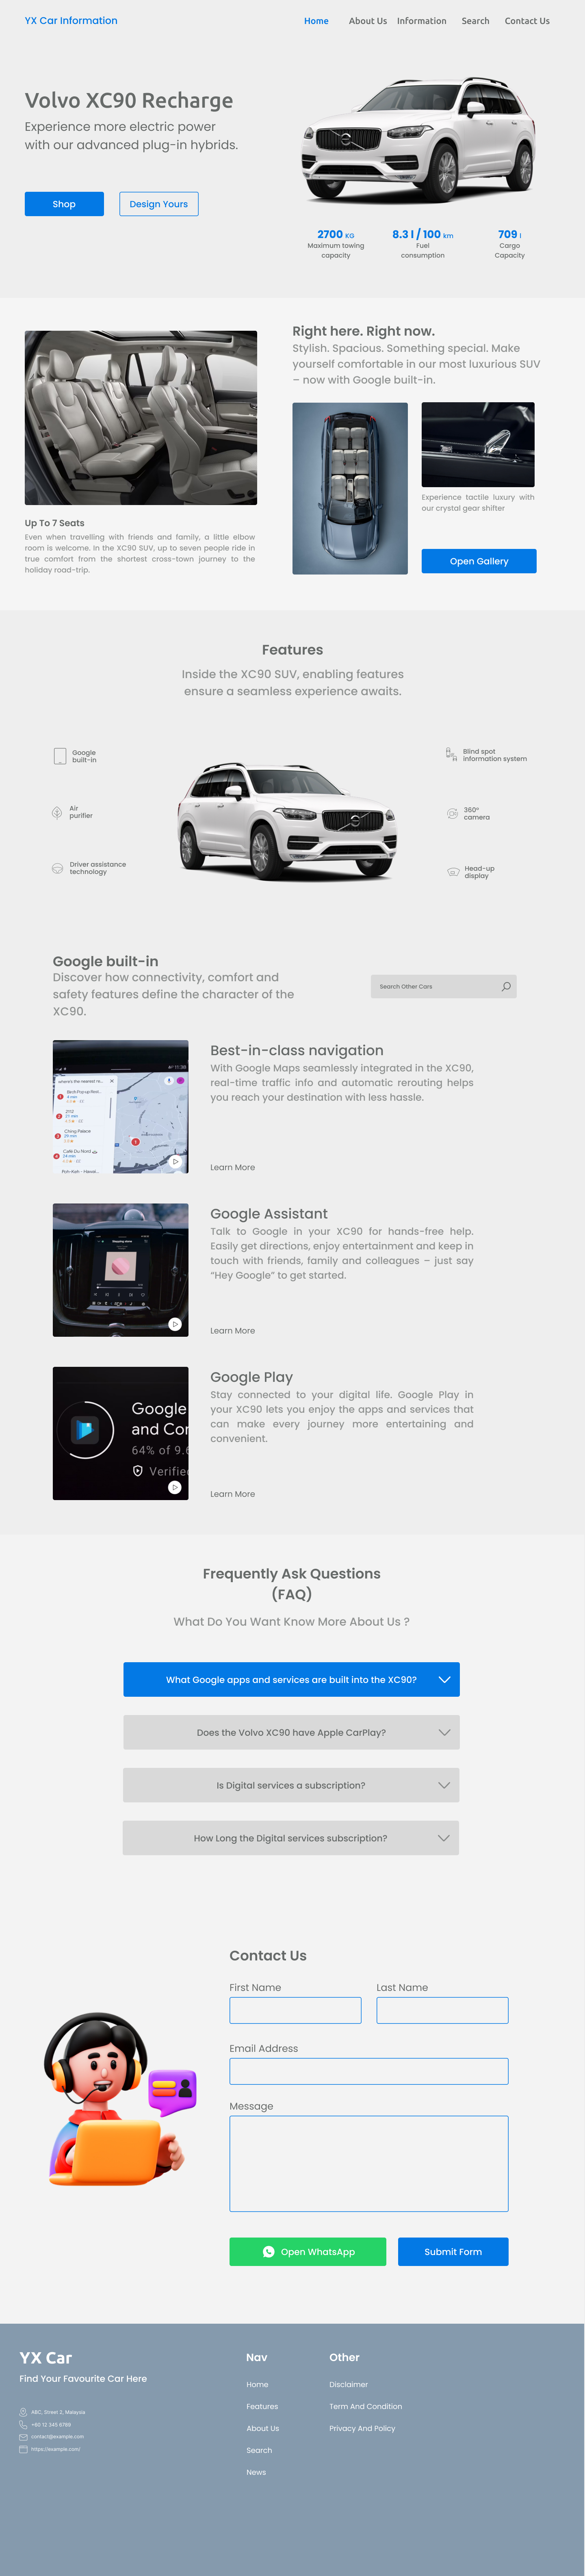 YX Car Information
Home
About Us
Information
Search
Contact Us
Volvo XC90 Recharge
Experience more electric power
with our advanced plug-in hybrids.
Shop
Design Yours
2700 KG
Maximum towing
capacity
8.3 l / 100 km
Fuel
consumption
709 l
Cargo
Capacity
Right here. Right now.
Stylish. Spacious. Something special. Make
yourself comfortable in our most luxurious SUV
– now with Google built-in.
Up To 7 Seats
Even when travelling with friends and family, a little elbow
room is welcome. In the XC90 SUV, up to seven people ride in
true comfort from the shortest cross-town journey to the
holiday road-trip.
Experience tactile luxury with
our crystal gear shifter
Open Gallery
Features
Inside the XC90 SUV, enabling features
ensure a seamless experience awaits.
Google
built-in
Air
purifier
Driver assistance
technology
Blind spot
information system
360°
camera
Head-up
display
Google built-in
Discover how connectivity, comfort and
safety features define the character of the
XC90.
Search Other Cars
Best-in-class navigation
With Google Maps seamlessly integrated in the XC90,
real-time traffic info and automatic rerouting helps
you reach your destination with less hassle.
Learn More
Google Assistant
Talk to Google in your XC90 for hands-free help.
Easily get directions, enjoy entertainment and keep in
touch with friends, family and colleagues – just say
“Hey Google” to get started.
Learn More
Google
and Cor
64% of 9.6
Verifie
Google Play
Stay connected to your digital life. Google Play in
your XC90 lets you enjoy the apps and services that
can make every journey more entertaining and
convenient.
Learn More
Frequently Ask Questions
(FAQ)
What Do You Want Know More About Us ?
What Google apps and services are built into the XC90?
Does the Volvo XC90 have Apple CarPlay?
Is Digital services a subscription?
How Long the Digital services subscription?
Contact Us
First Name
Last Name
Email Address
Message
Open WhatsApp
Submit Form
YX Car
Find Your Favourite Car Here
ABC, Street 2, Malaysia
+60 12 345 6789
contact@example.com
https://example.com/
Nav
Home
Features
About Us
Search
News
Other
Disclaimer
Term And Condition
Privacy And Policy